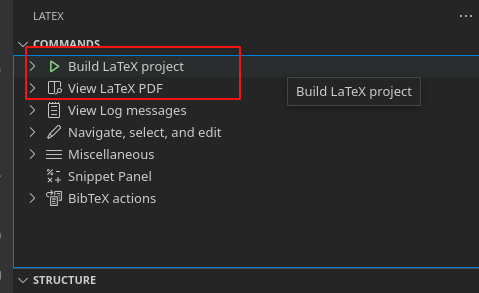 LATEX
COMMANDS
Build LaTeX project
View LaTeX PDF
Build LaTeX project
View Log messages
Navigate, select, and edit
Miscellaneous
Snippet Panel
BibTeX actions
STRUCTURE